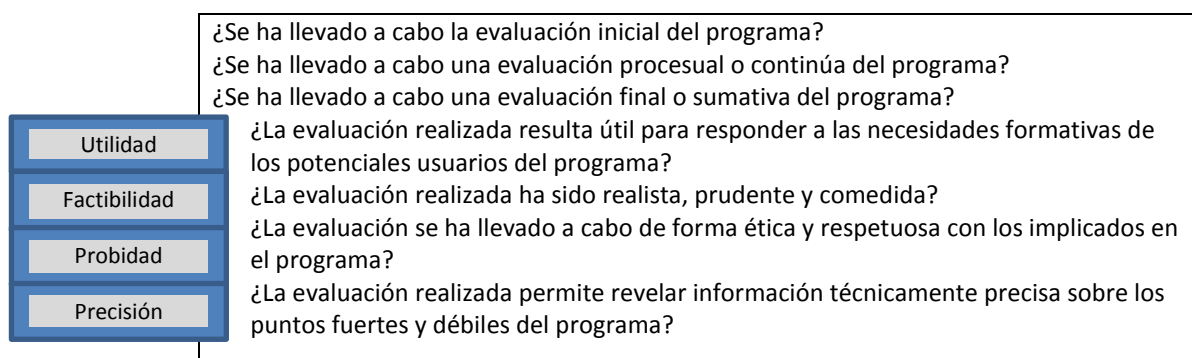 ¿Se ha llevado a cabo la evaluación inicial del programa?
¿Se ha llevado a cabo una evaluación procesual o continúa del programa?
¿Se ha llevado a cabo una evaluación final o sumativa del programa?
Utilidad
¿La evaluación realizada resulta útil para responder a las necesidades formativas de
los potenciales usuarios del programa?
Factibilidad
¿La evaluación realizada ha sido realista, prudente y comedida?
Probidad
¿La evaluación se ha llevado a cabo de forma ética y respetuosa con los implicados en
el programa?
Precisión
¿La evaluación realizada permite revelar información técnicamente precisa sobre los
puntos fuertes y débiles del programa?